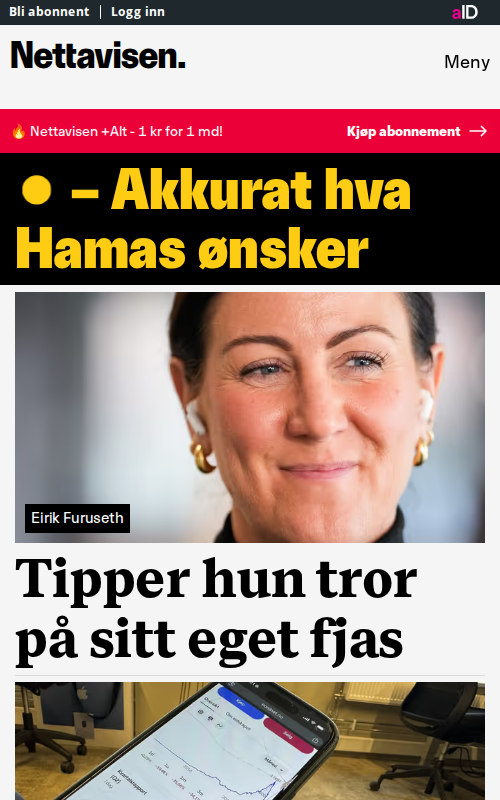 Bli abonnent
Logg inn
aID
Nettavisen.
Meny
Nettavisen +Alt - 1 kr for 1 md!
Kjøp abonnement
– Akkurat hva
Hamas ønsker
Eirik Furuseth
Tipper hun tror
på sitt eget fjas